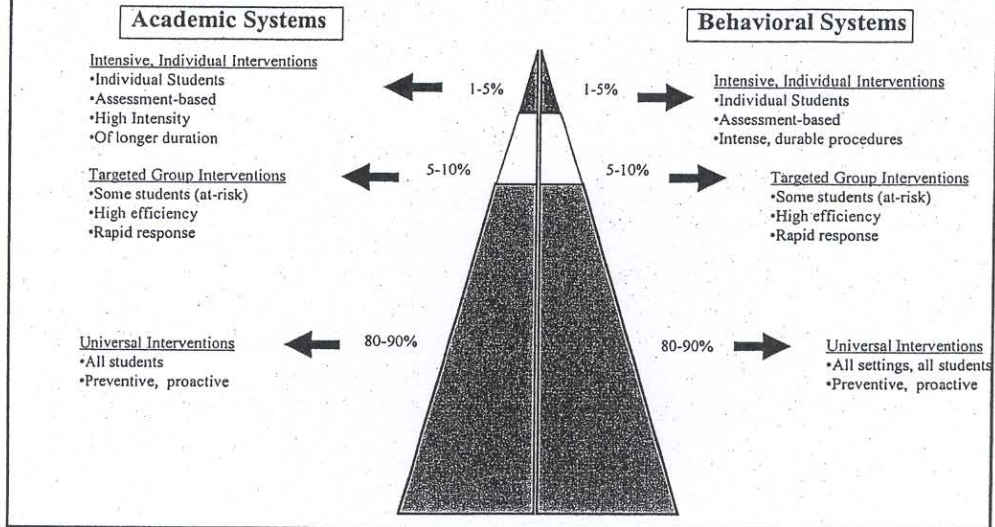 Academic Systems
Behavioral Systems
Intensive, Individual Interventions
•Individual Students
•Assessment-based
•High Intensity
•Of longer duration
1-5%
1-5%
Intensive, Individual Interventions
•Individual Students
•Assessment-based
•Intense, durable procedures
Targeted Group Interventions
•Some students (at-risk)
•High efficiency
•Rapid response
5-10%
5-10%
Targeted Group Interventions
•Some students (at-risk)
•High efficiency
•Rapid response
Universal Interventions
•All students
•Preventive, proactive
80-90%
80-90%
Universal Interventions
•All settings, all students
•Preventive, proactive